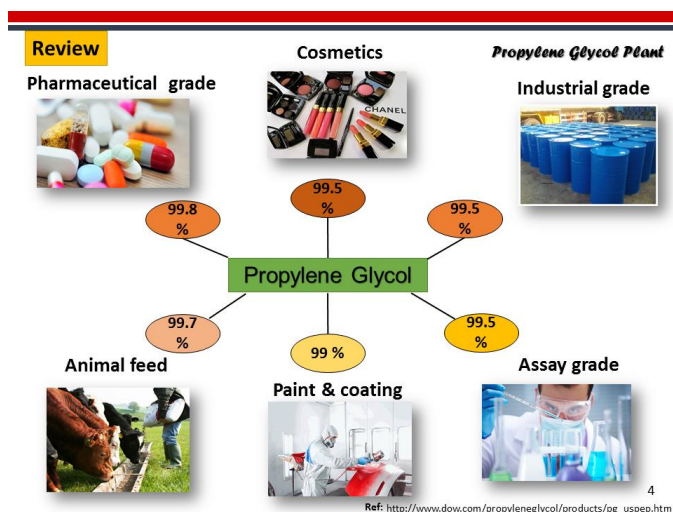 Review
Propylene Glycol Plant
Pharmaceutical grade
Cosmetics
Industrial grade
CHANEL
99.8
%
99.5
%
99.5
%
Propylene Glycol
99.7
%
99 %
99.5
%
Animal feed
Paint & coating
Assay grade
4
Ref: http://www.dow.com/propyleneglycol/products/pg_uspep.htm